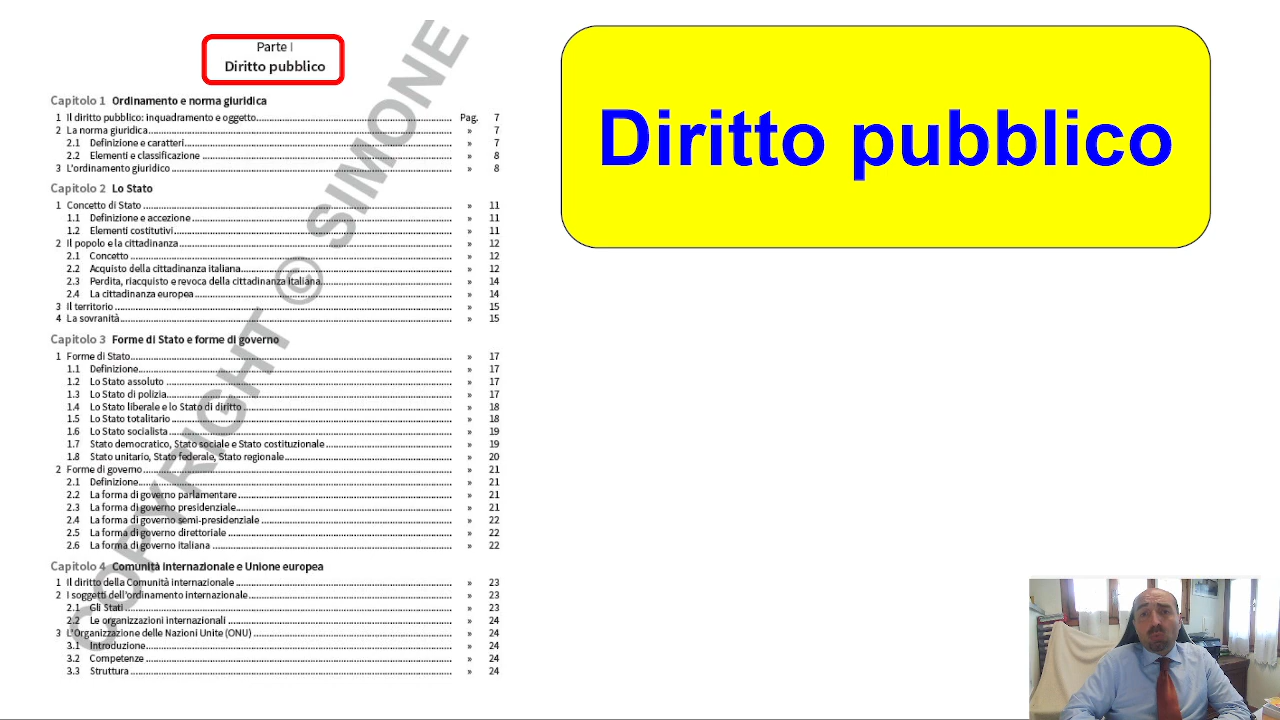 Parte I
Diritto pubblico
Capitolo 1 Ordinamento e norma giuridica
1 Il diritto pubblico: inquadramento e oggetto Pag. 7
2 La norma giuridica » 7
2.1 Definizione e caratteri » 7
2.2 Elementi e classificazione » 8
3 L'ordinamento giuridico » 8
Capitolo 2 Lo Stato
1 Concetto di Stato » 11
1.1 Definizione e accezione » 11
1.2 Elementi costitutivi » 11
2 Il popolo e la cittadinanza » 12
2.1 Concetto » 12
2.2 Acquisto della cittadinanza italiana » 12
2.3 Perdita, riacquisto e revoca della cittadinanza italiana » 14
2.4 La cittadinanza europea » 14
3 Il territorio » 15
4 La sovranità » 15
Capitolo 3 Forme di Stato e forme di governo
1 Forme di Stato » 17
1.1 Definizione » 17
1.2 Lo Stato assoluto » 17
1.3 Lo Stato di polizia » 17
1.4 Lo Stato liberale e lo Stato di diritto » 18
1.5 Lo Stato totalitario » 18
1.6 Lo Stato socialista » 19
1.7 Stato democratico, Stato sociale e Stato costituzionale » 19
1.8 Stato unitario, Stato federale, Stato regionale » 20
2 Forme di governo » 21
2.1 Definizione » 21
2.2 La forma di governo parlamentare » 21
2.3 La forma di governo presidenziale » 21
2.4 La forma di governo semi-presidenziale » 22
2.5 La forma di governo direttoriale » 22
2.6 La forma di governo italiana » 22
Capitolo 4 Comunità internazionale e Unione europea
1 Il diritto della Comunità internazionale » 23
2 I soggetti dell'ordinamento internazionale » 23
2.1 Gli Stati » 23
2.2 Le organizzazioni internazionali » 24
3 L'Organizzazione delle Nazioni Unite (ONU) » 24
3.1 Introduzione » 24
3.2 Competenze » 24
3.3 Struttura » 24
COPYRIGHT © SIMONE
Diritto pubblico